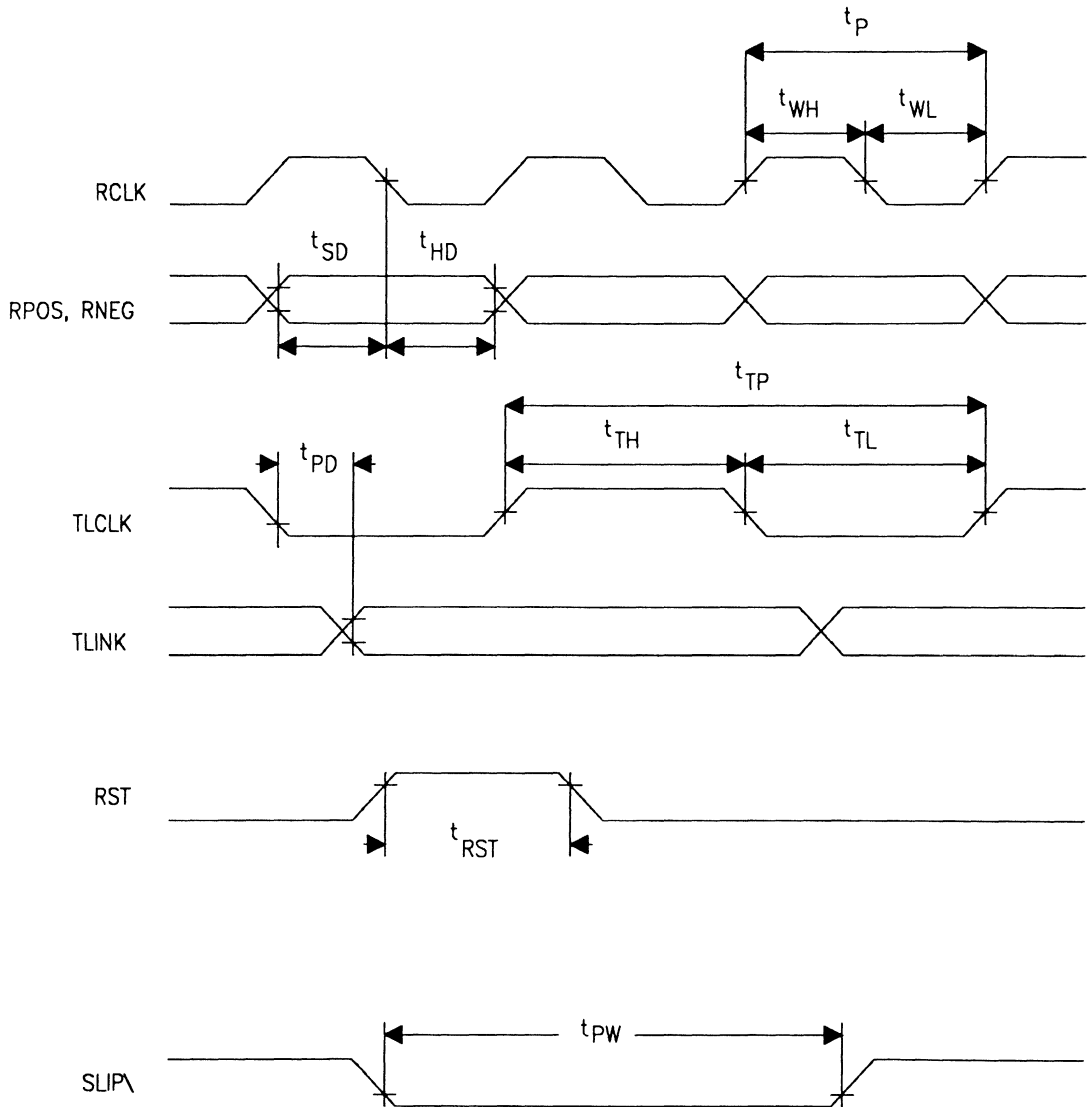 tP
tWH tWL
RCLK
tSD tHD
RPOS, RNEG
tTP
tPD tTH tTL
TLCLK
TLINK
RST
tRST
tPW
SLIP\